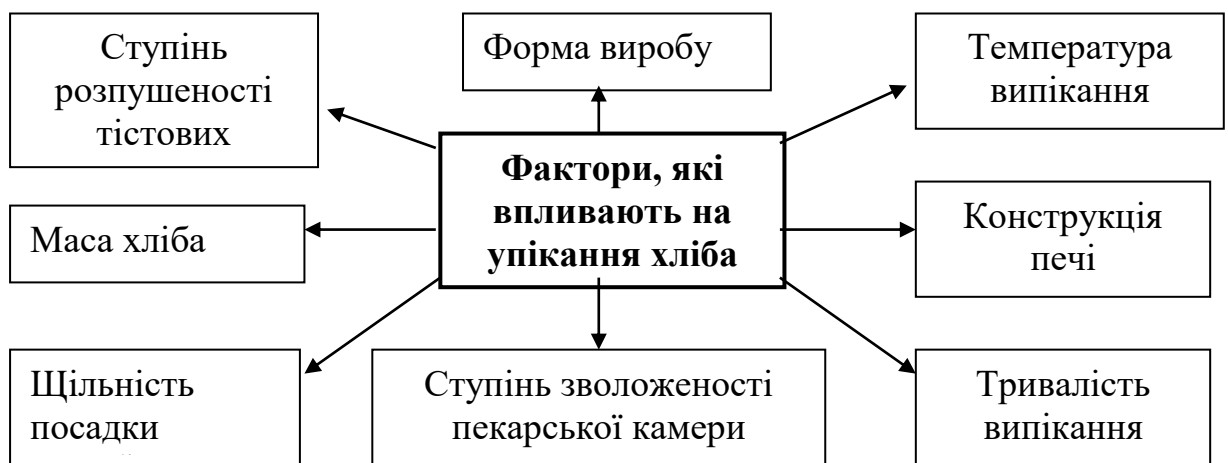 Ступінь
розпушеності
тістових
Форма виробу
Температура
випікання
Фактори, які
впливають на
упікання хліба
Маса хліба
Конструкція
печі
Щільність
посадки
Ступінь зволоженості
пекарської камери
Тривалість
випікання